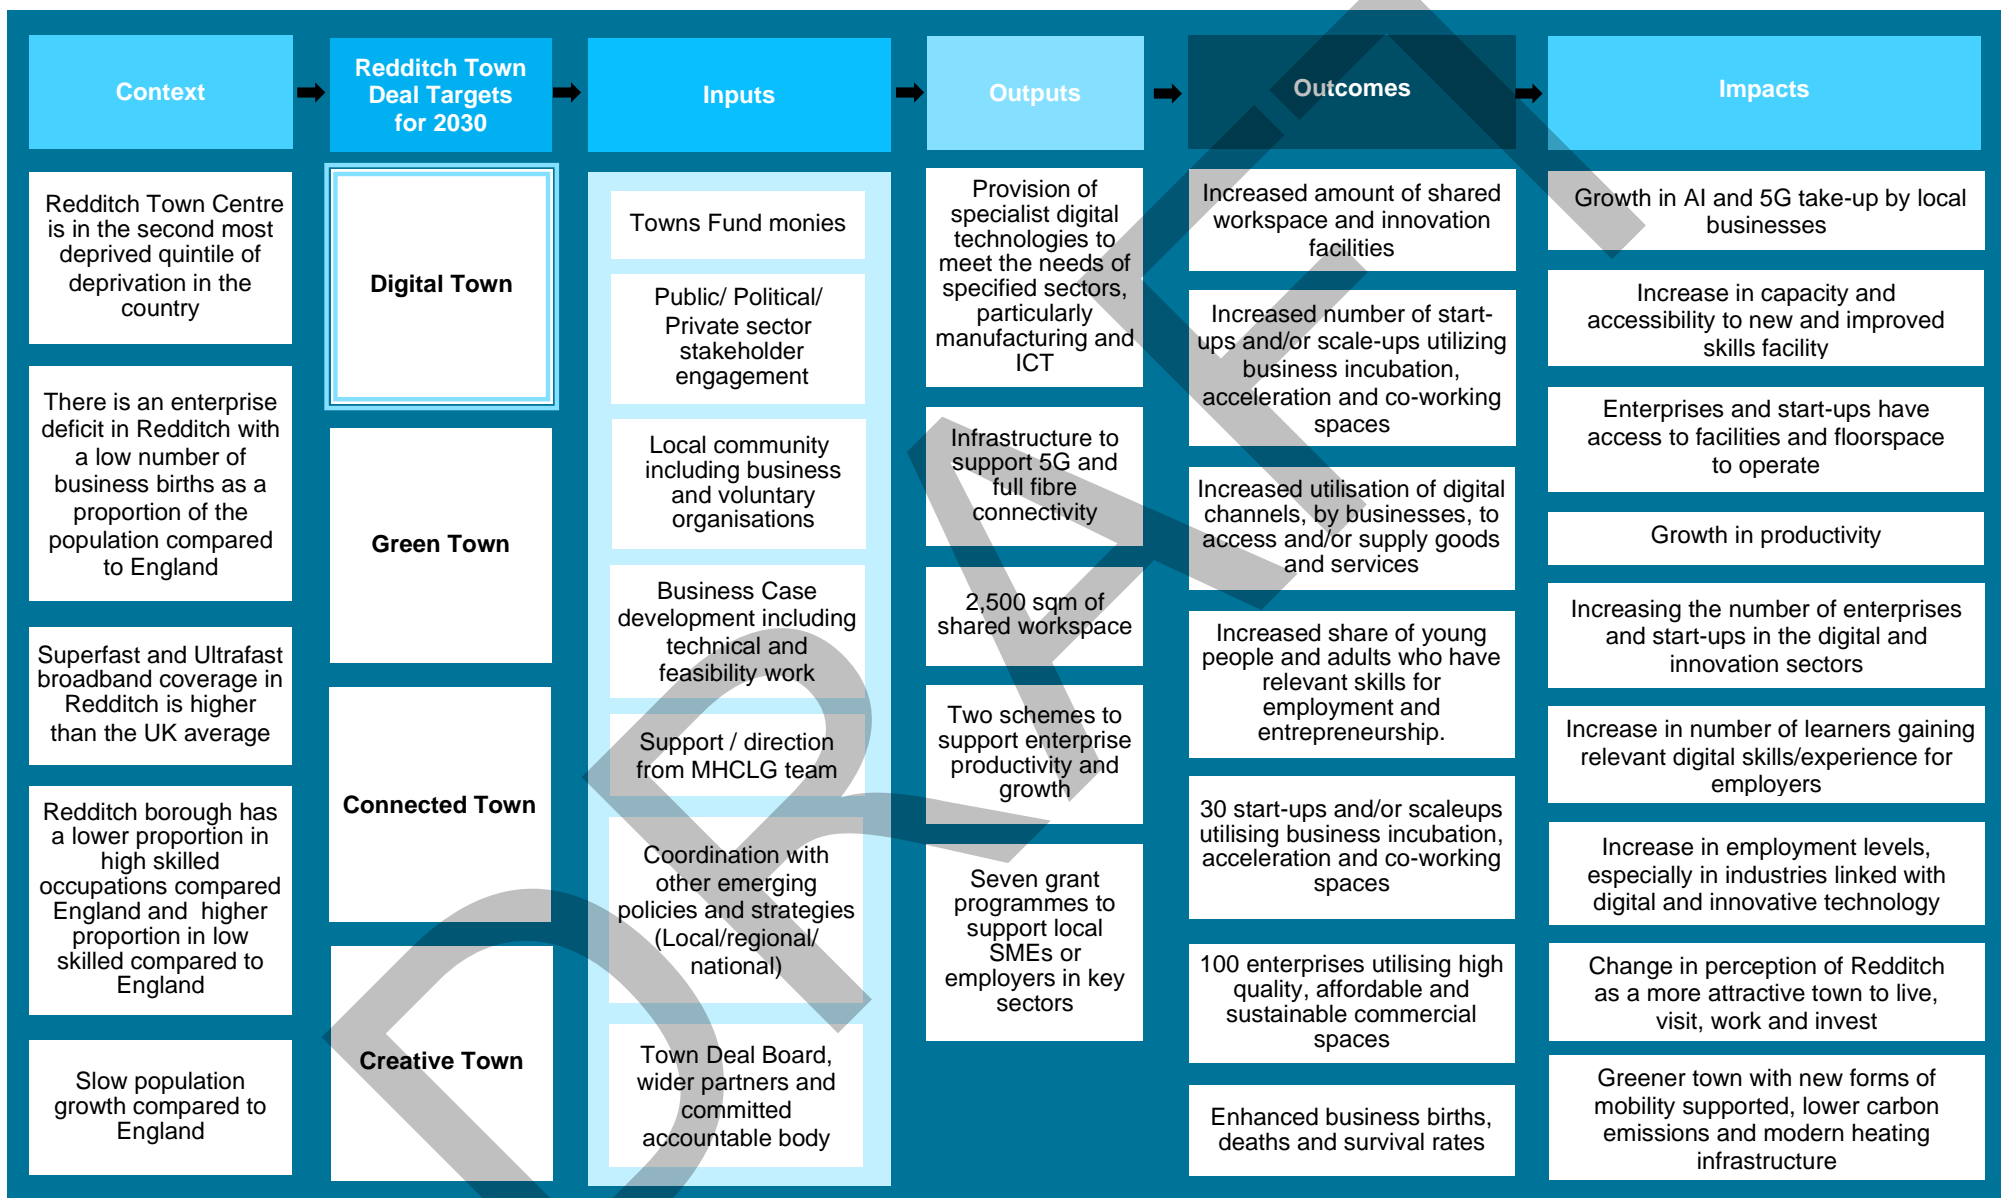 Context
Redditch Town
Deal Targets
for 2030
Inputs
Outputs
Outcomes
Impacts
Redditch Town Centre
is in the second most
deprived quintile of
deprivation in the
country
There is an enterprise
deficit in Redditch with
a low number of
business births as a
proportion of the
population compared
to England
Superfast and Ultrafast
broadband coverage in
Redditch is higher
than the UK average
Redditch borough has
a lower proportion in
high skilled
occupations compared
England and higher
proportion in low
skilled compared to
England
Slow population
growth compared to
England
Digital Town
Green Town
Connected Town
Creative Town
Towns Fund monies
Public/ Political/
Private sector
stakeholder
engagement
Local community
including business
and voluntary
organisations
Business Case
development including
technical and
feasibility work
Support / direction
from MHCLG team
Coordination with
other emerging
policies and strategies
(Local/regional/
national)
Town Deal Board,
wider partners and
committed
accountable body
Provision of
specialist digital
technologies to
meet the needs of
specified sectors,
particularly
manufacturing and
ICT
Infrastructure to
support 5G and
full fibre
connectivity
2,500 sqm of
shared workspace
Two schemes to
support enterprise
productivity and
growth
Seven grant
programmes to
support local
SMEs or
employers in key
sectors
Increased amount of shared
workspace and innovation
facilities
Increased number of start-
ups and/or scale-ups utilizing
business incubation,
acceleration and co-working
spaces
Increased utilisation of digital
channels, by businesses, to
access and/or supply goods
and services
Increased share of young
people and adults who have
relevant skills for
employment and
entrepreneurship.
30 start-ups and/or scaleups
utilising business incubation,
acceleration and co-working
spaces
100 enterprises utilising high
quality, affordable and
sustainable commercial
spaces
Enhanced business births,
deaths and survival rates
Growth in AI and 5G take-up by local
businesses
Increase in capacity and
accessibility to new and improved
skills facility
Enterprises and start-ups have
access to facilities and floorspace
to operate
Growth in productivity
Increasing the number of enterprises
and start-ups in the digital and
innovation sectors
Increase in number of learners gaining
relevant digital skills/experience for
employers
Increase in employment levels,
especially in industries linked with
digital and innovative technology
Change in perception of Redditch
as a more attractive town to live,
visit, work and invest
Greener town with new forms of
mobility supported, lower carbon
emissions and modern heating
infrastructure
DRAFT